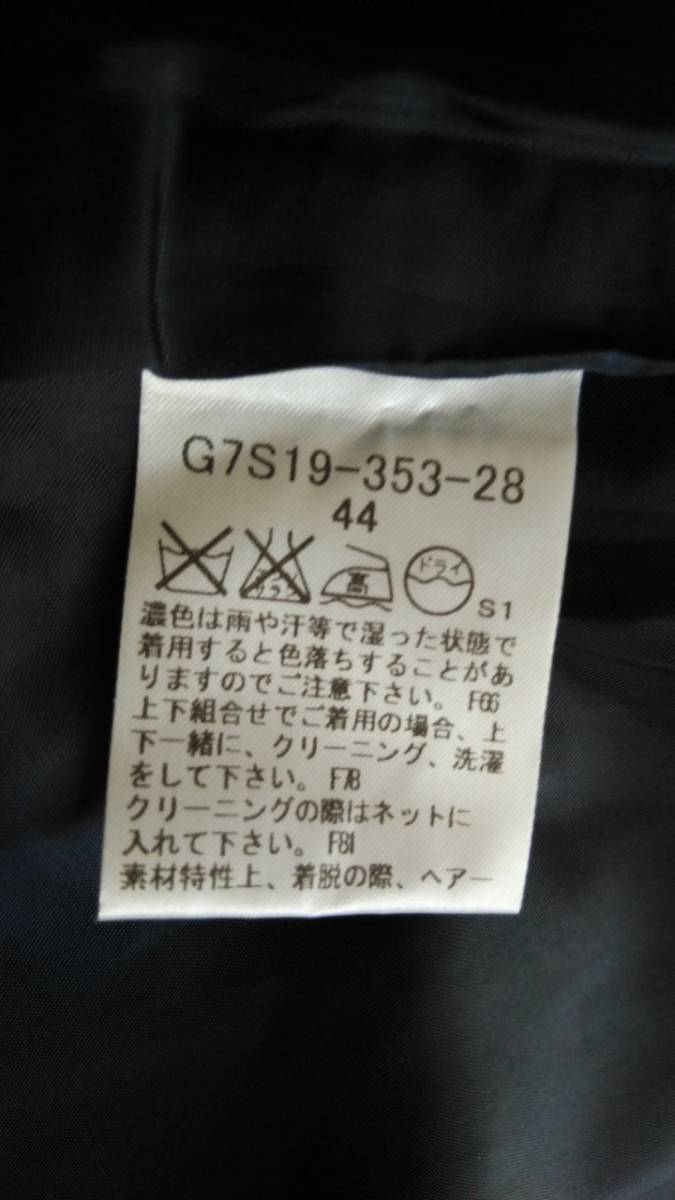 G7S19-353-28
44
高
ドライ
S1
濃色は雨や汗等で湿った状態で
着用すると色落ちすることがあ
りますのでご注意下さい。 F66
上下組合せでご着用の場合、上
下一緒に、クリーニング、洗濯
をして下さい。 F78
クリーニングの際はネットに
入れて下さい。 F81
素材特性上、着脱の際、ヘアー